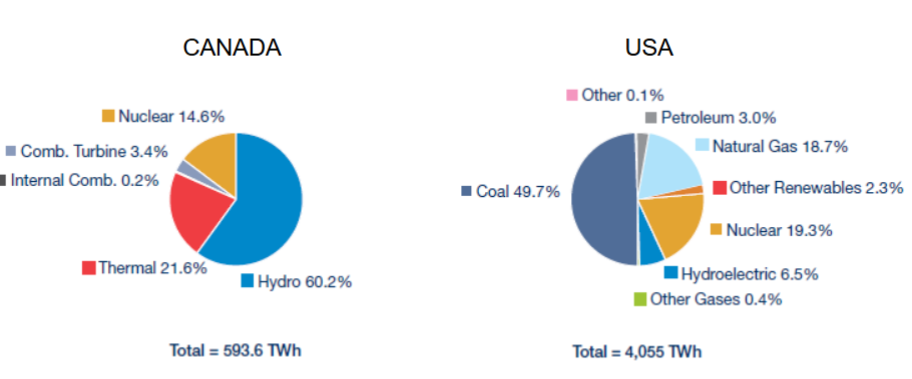 CANADA
Nuclear 14.6%
Comb. Turbine 3.4%
Internal Comb. 0.2%
Thermal 21.6%
Hydro 60.2%
Total = 593.6 TWh
USA
Other 0.1%
Petroleum 3.0%
Natural Gas 18.7%
Coal 49.7%
Other Renewables 2.3%
Nuclear 19.3%
Hydroelectric 6.5%
Other Gases 0.4%
Total = 4,055 TWh